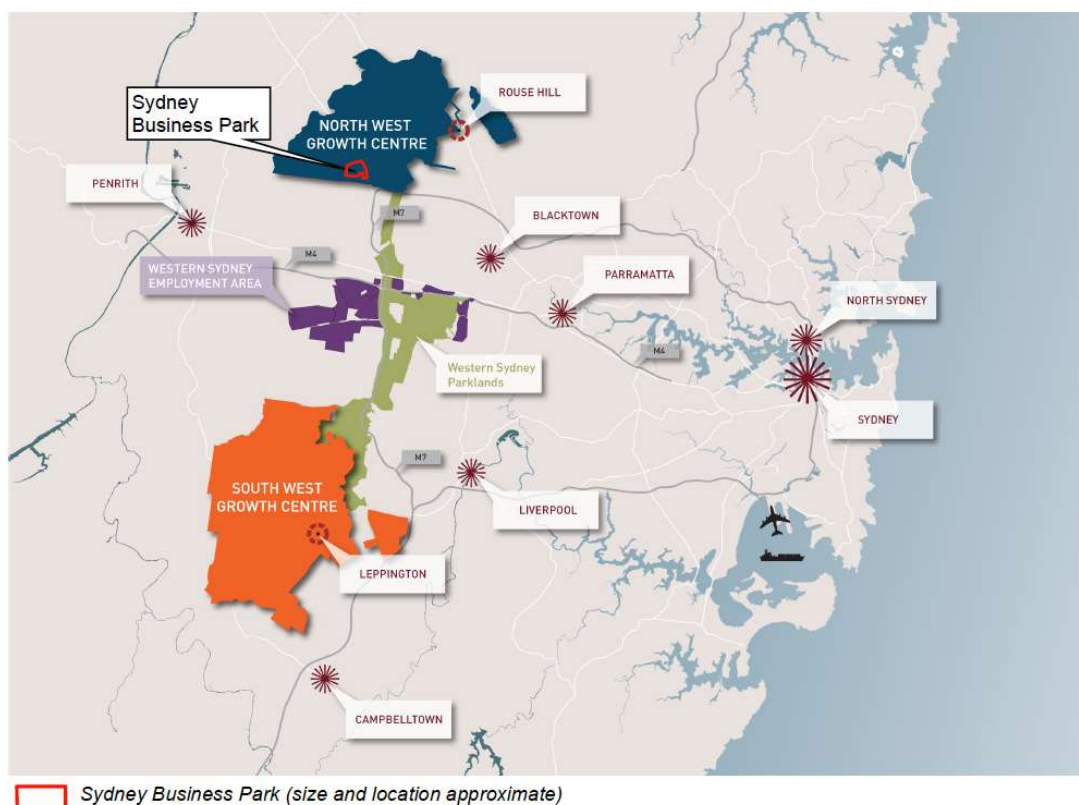 Sydney
Business Park
ROUSE HILL
NORTH WEST
GROWTH CENTRE
PENRITH
M7
BLACKTOWN
M4
WESTERN SYDNEY
EMPLOYMENT AREA
PARRAMATTA
NORTH SYDNEY
M4
Western Sydney
Parklands
SYDNEY
M7
SOUTH WEST
GROWTH CENTRE
LIVERPOOL
LEPPINGTON
CAMPBELLTOWN
Sydney Business Park (size and location approximate)